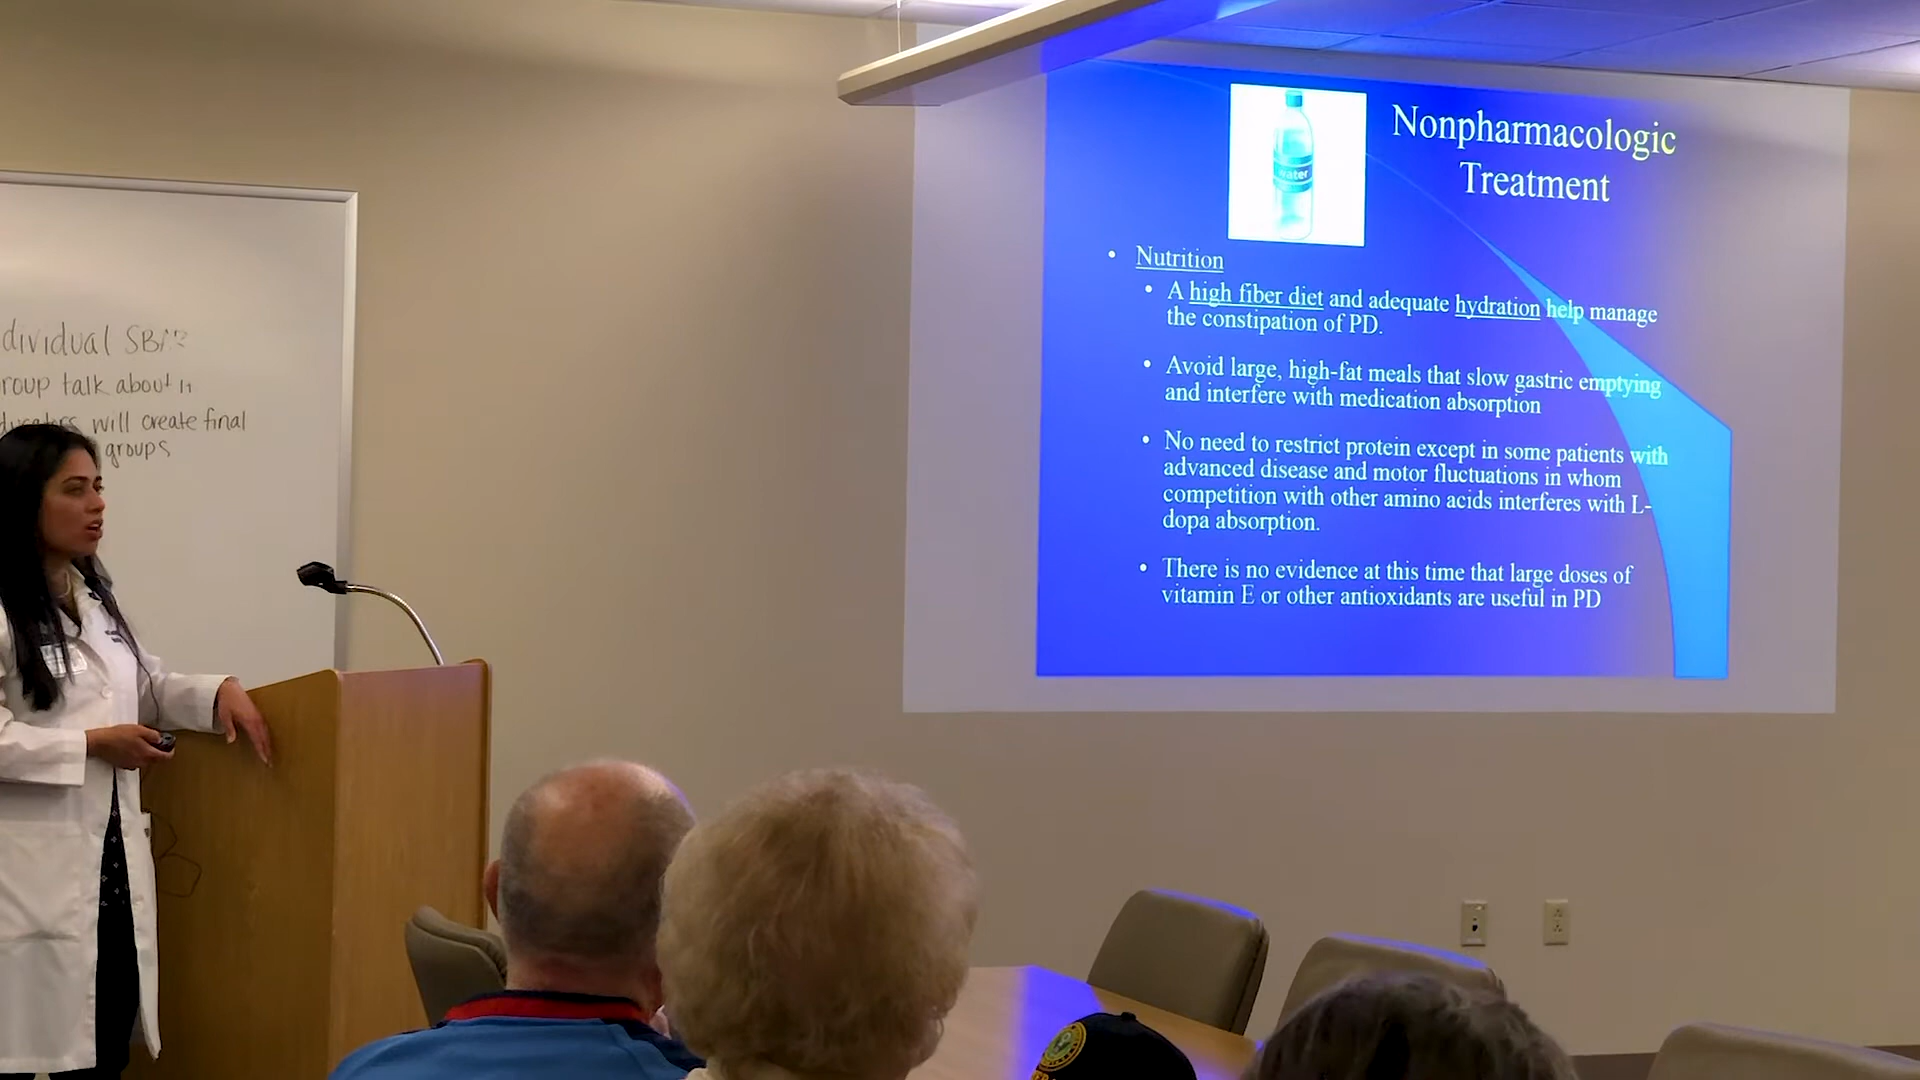 Nonpharmacologic
Treatment
water
• Nutrition
• A high fiber diet and adequate hydration help manage
the constipation of PD.
• Avoid large, high-fat meals that slow gastric emptying
and interfere with medication absorption
• No need to restrict protein except in some patients with
advanced disease and motor fluctuations in whom
competition with other amino acids interferes with L-
dopa absorption.
• There is no evidence at this time that large doses of
vitamin E or other antioxidants are useful in PD
dividual
roup talk about it
will create final
groups